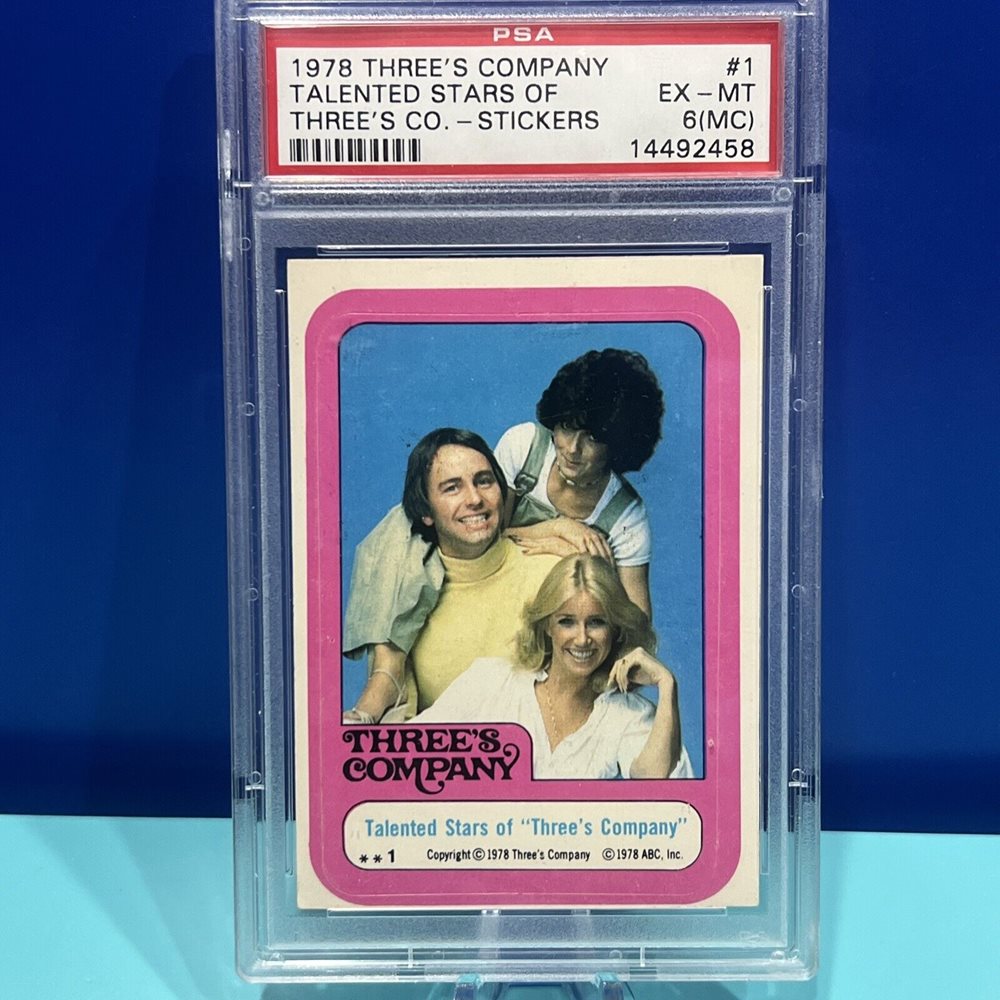 PSA
1978 THREE'S COMPANY #1
TALENTED STARS OF EX - MT
THREE'S CO. - STICKERS 6(MC)
14492458
THREE'S
COMPANY
Talented Stars of "Three's Company"
**1 Copyright © 1978 Three's Company © 1978 ABC, Inc.